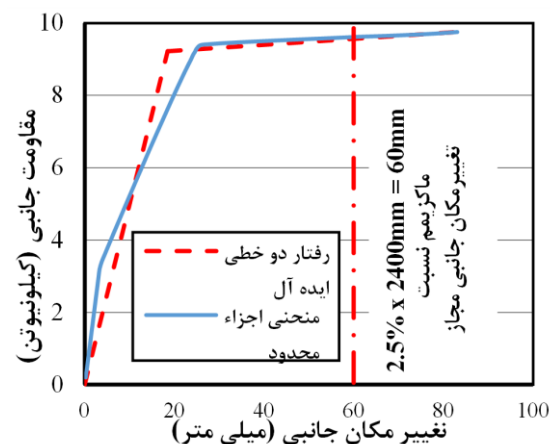 10
8
6
4
2
0
مقاومت جانبی (کیلونیوتن)
رفتار دو خطی
ایده آل
منحنی اجزاء
محدود
2.5% x 2400mm = 60mm
ماکزیمم نسبت
تغییرمکان جانبی مجاز
0 20 40 60 80 100
تغییر مکان جانبی (میلی متر)